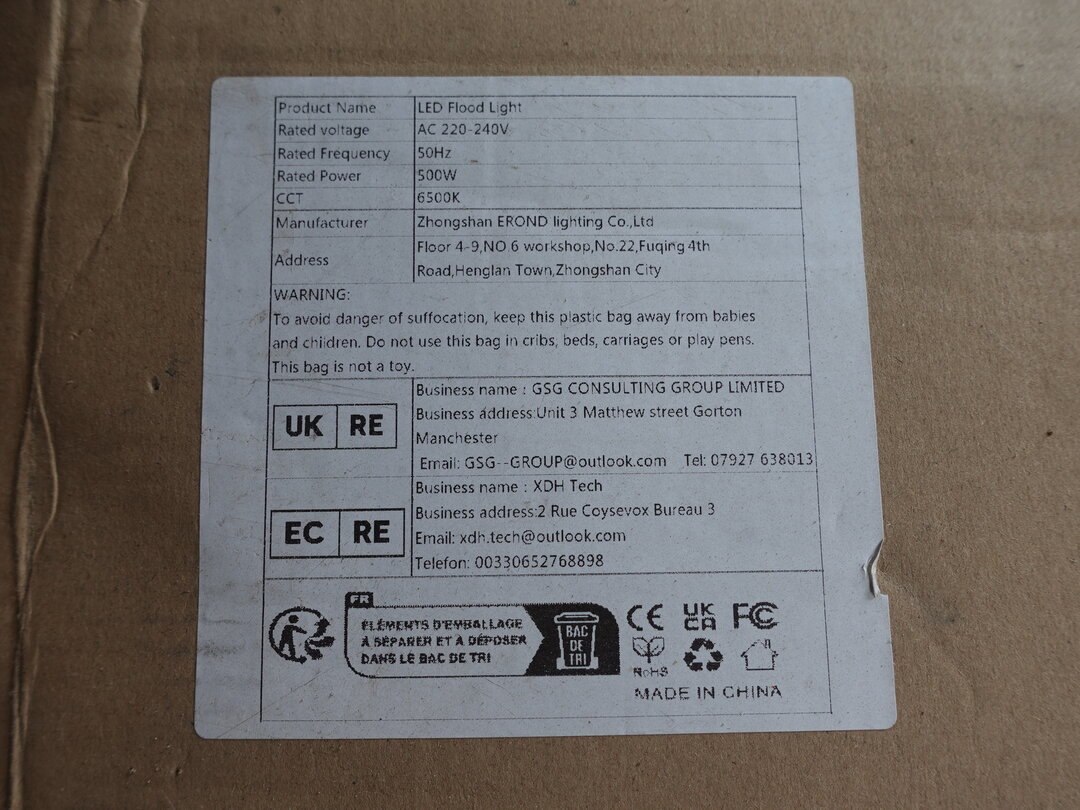 Product Name LED Flood Light
Rated voltage AC 220-240V
Rated Frequency 50Hz
Rated Power 500W
CCT 6500K
Manufacturer Zhongshan EROND lighting Co.,Ltd
Address Floor 4-9,NO 6 workshop,No.22,Fuqing 4th
Road,Henglan Town,Zhongshan City
WARNING:
To avoid danger of suffocation, keep this plastic bag away from babies
and children. Do not use this bag in cribs, beds, carriages or play pens.
This bag is not a toy.
UK RE
Business name : GSG CONSULTING GROUP LIMITED
Business address:Unit 3 Matthew street Gorton
Manchester
Email: GSG--GROUP@outlook.com Tel: 07927 638013
EC RE
Business name : XDH Tech
Business address:2 Rue Coysevox Bureau 3
Email: xdh.tech@outlook.com
Telefon: 00330652768898
FR
ÉLÉMENTS D'EMBALLAGE
À SÉPARER ET À DÉPOSER
DANS LE BAC DE TRI
BAC
DE
TRI
CE UK
CA FC
RoHS
MADE IN CHINA